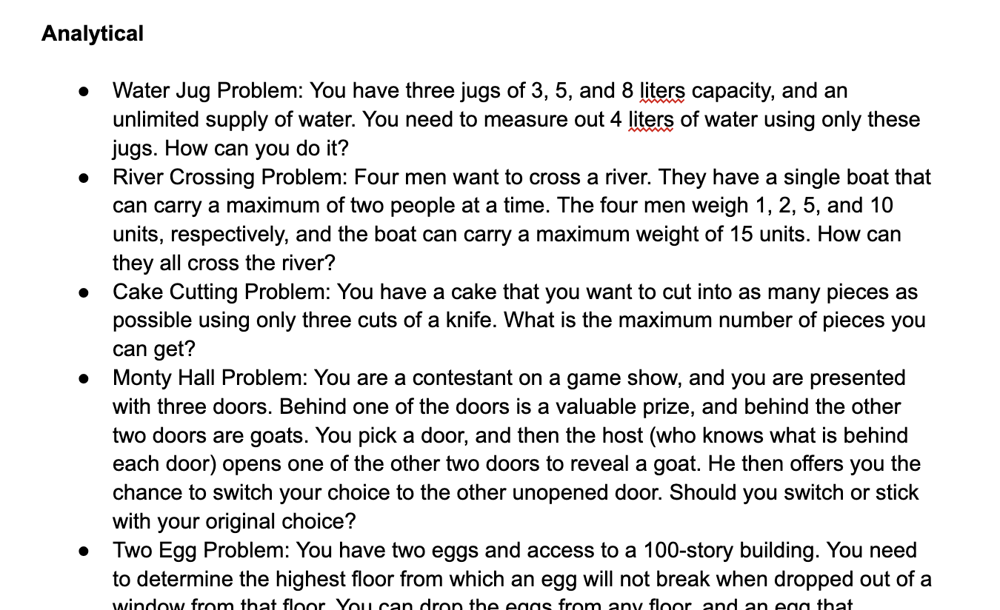 Analytical
● Water Jug Problem: You have three jugs of 3, 5, and 8 liters capacity, and an
unlimited supply of water. You need to measure out 4 liters of water using only these
jugs. How can you do it?
● River Crossing Problem: Four men want to cross a river. They have a single boat that
can carry a maximum of two people at a time. The four men weigh 1, 2, 5, and 10
units, respectively, and the boat can carry a maximum weight of 15 units. How can
they all cross the river?
● Cake Cutting Problem: You have a cake that you want to cut into as many pieces as
possible using only three cuts of a knife. What is the maximum number of pieces you
can get?
● Monty Hall Problem: You are a contestant on a game show, and you are presented
with three doors. Behind one of the doors is a valuable prize, and behind the other
two doors are goats. You pick a door, and then the host (who knows what is behind
each door) opens one of the other two doors to reveal a goat. He then offers you the
chance to switch your choice to the other unopened door. Should you switch or stick
with your original choice?
● Two Egg Problem: You have two eggs and access to a 100-story building. You need
to determine the highest floor from which an egg will not break when dropped out of a
window from that floor. You can drop the eggs from any floor, and an egg that